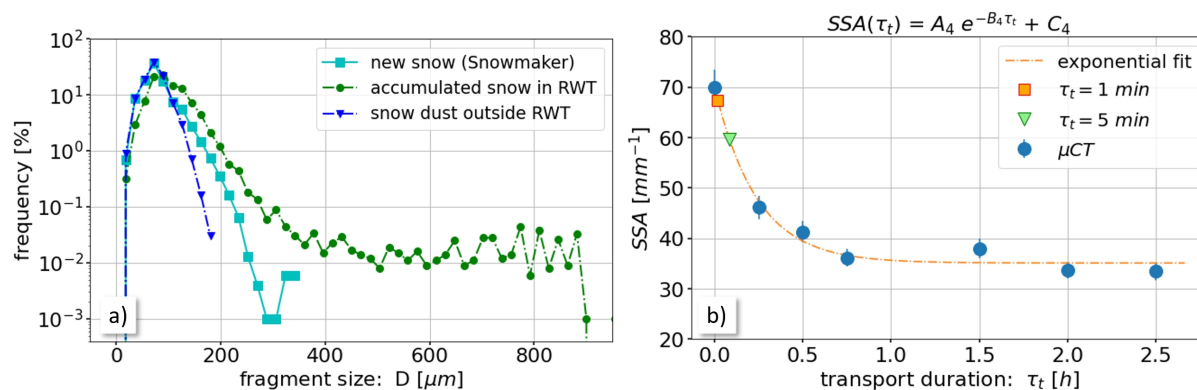 SSA(τt) = A4 e^-B4τt + C4
10²
10¹
10⁰
10⁻¹
10⁻²
10⁻³
frequency [%]
new snow (Snowmaker)
accumulated snow in RWT
snow dust outside RWT
a)
0
200
400
600
800
fragment size: D [μm]
80
70
60
50
40
30
20
SSA [mm⁻¹]
exponential fit
τt = 1 min
τt = 5 min
μCT
b)
0.0
0.5
1.0
1.5
2.0
2.5
transport duration: τt [h]